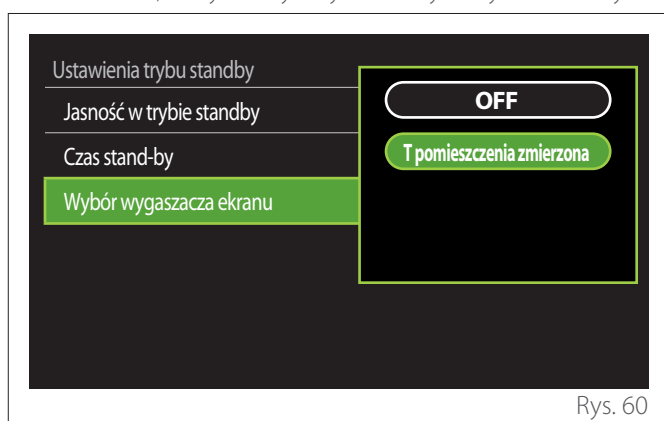 Ustawienia trybu standby
Jasność w trybie standby
Czas stand-by
Wybór wygaszacza ekranu
OFF
T pomieszczenia zmierzona
Rys. 60